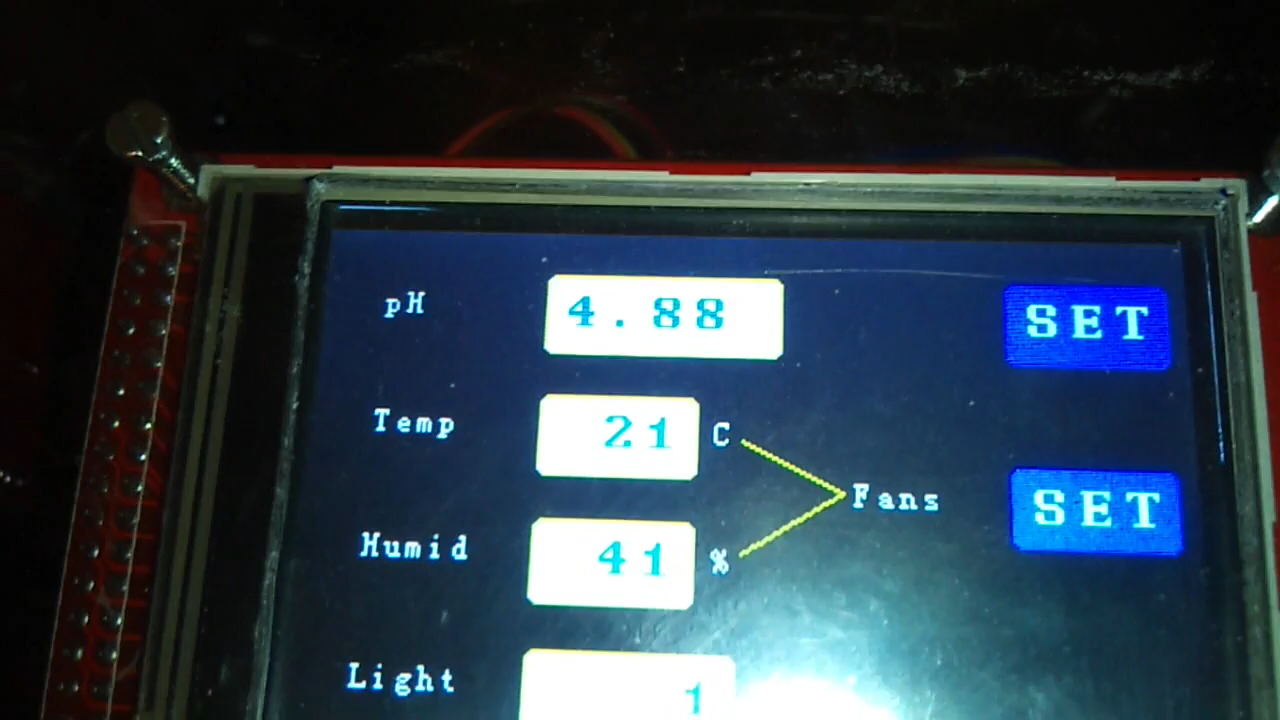 pH 4.88 SET
Temp 21 C
Fans SET
Humid 41 %
Light 1